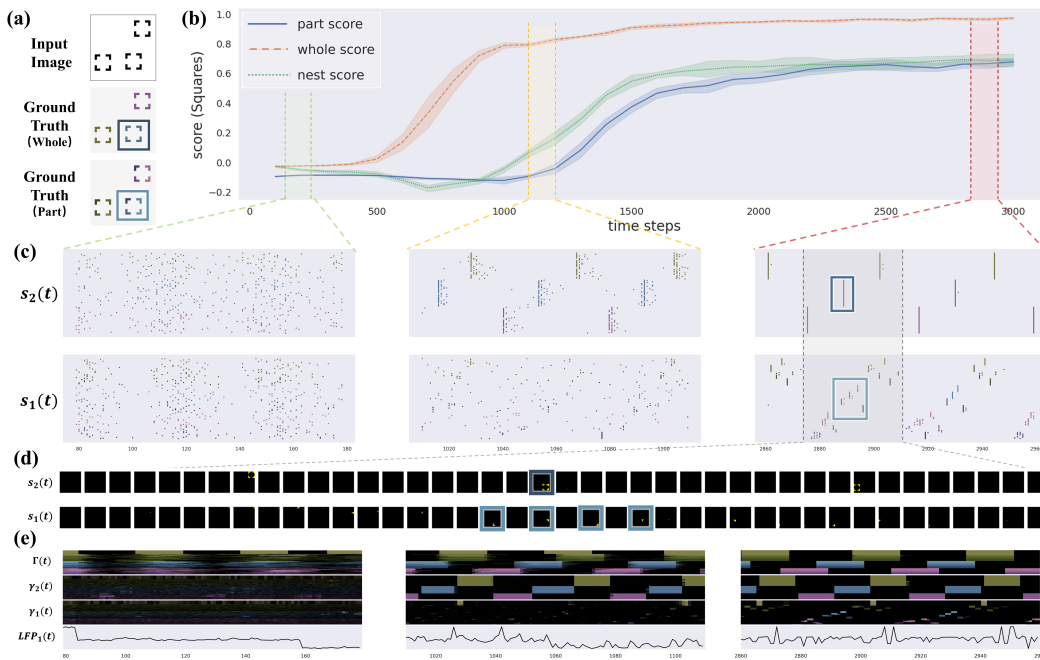 (a)
Input
Image
Ground
Truth
(Whole)
Ground
Truth
(Part)
(b)
score (Squares)
1.0
0.8
0.6
0.4
0.2
0.0
−0.2
part score
whole score
nest score
0 500 1000 1500 2000 2500 3000
time steps
(c)
s₂(t)
s₁(t)
80 100 120 140 160 180
1020 1040 1060 1080 1100
2860 2880 2900 2920 2940 2960
(d)
s₂(t)
s₁(t)
(e)
Γ(t)
γ₂(t)
γ₁(t)
LFP₁(t)
80 100 120 140 160
1020 1040 1060 1080 1100
2860 2880 2900 2920 2940 2960